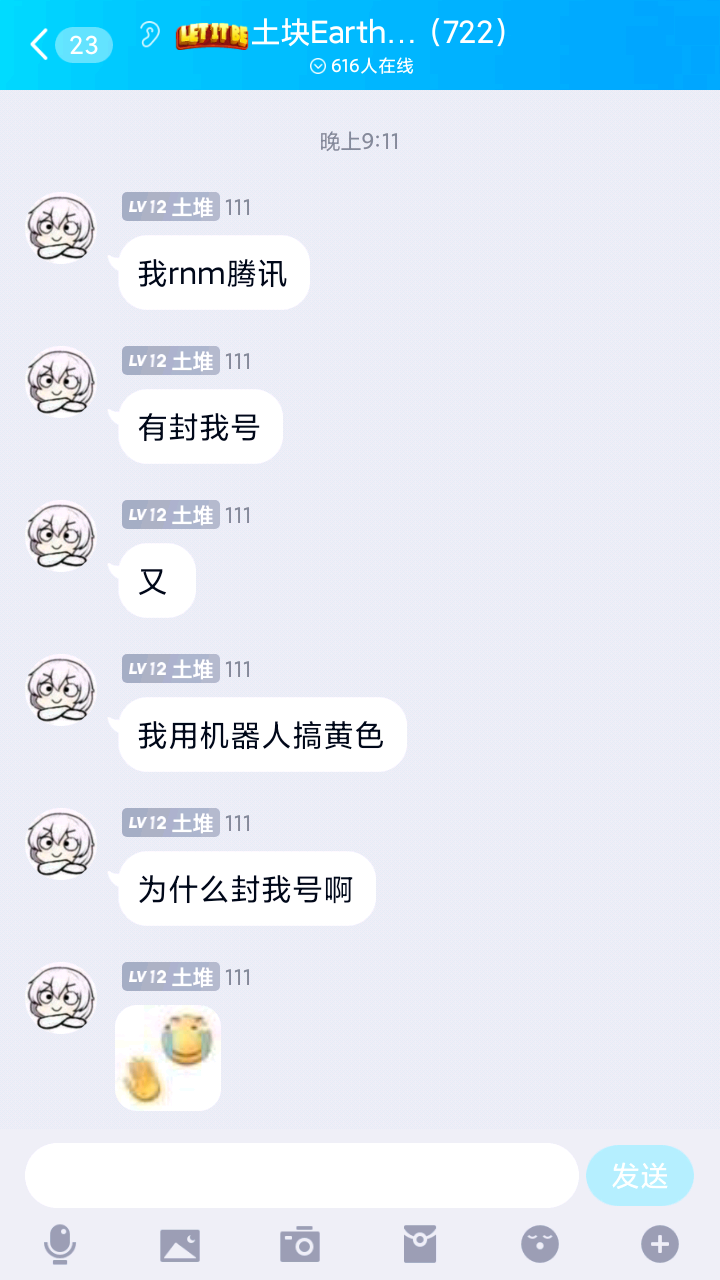 23
LET IT BE 土块Earth...（722）
616人在线
晚上9:11
LV12 土堆 111
我rnm腾讯
LV12 土堆 111
有封我号
LV12 土堆 111
又
LV12 土堆 111
我用机器人搞黄色
LV12 土堆 111
为什么封我号啊
LV12 土堆 111
发送